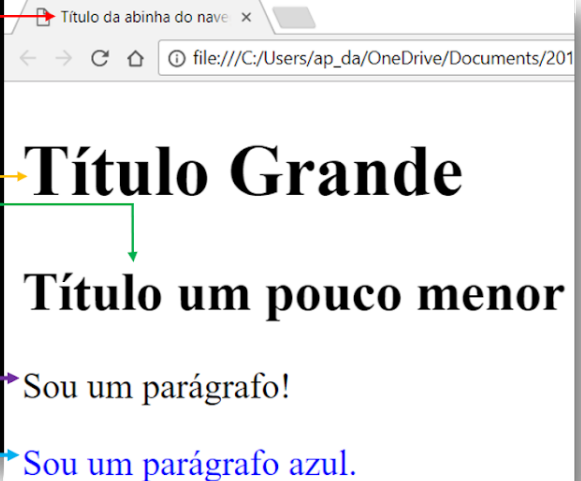 Título da abinha do nave
file:///C:/Users/ap_da/OneDrive/Documents/201
Título Grande
Título um pouco menor
Sou um parágrafo!
Sou um parágrafo azul.